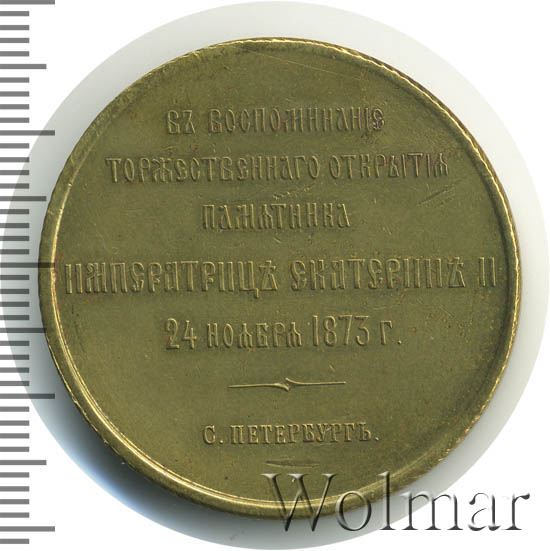 ВЪ ВОСПОМИНАНІЕ
ТОРЖЕСТВЕННАГО ОТКРЫТІЯ
ПАМЯТНИКА
ИМПЕРАТРИЦѢ ЕКАТЕРИНѢ II
24 НОЯБРЯ 1873 Г.
С. ПЕТЕРБУРГЪ.
Wolmar